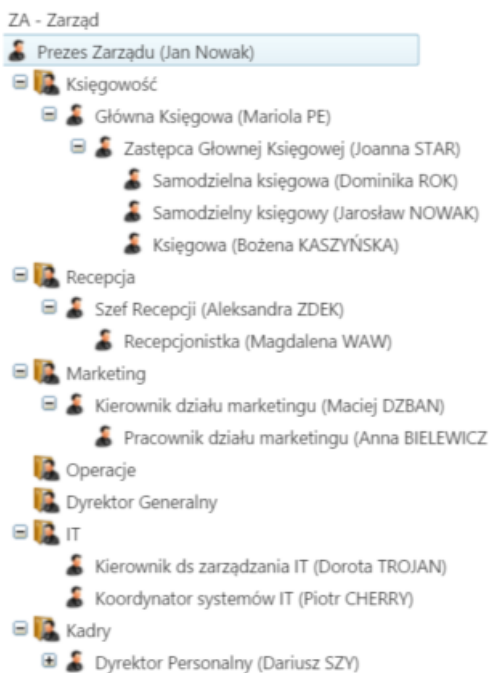 ZA - Zarząd
Prezes Zarządu (Jan Nowak)
Księgowość
Główna Księgowa (Mariola PE)
Zastępca Głownej Księgowej (Joanna STAR)
Samodzielna księgowa (Dominika ROK)
Samodzielny księgowy (Jarosław NOWAK)
Księgowa (Bożena KASZYŃSKA)
Recepcja
Szef Recepcji (Aleksandra ZDEK)
Recepcjonistka (Magdalena WAW)
Marketing
Kierownik działu marketingu (Maciej DZBAN)
Pracownik działu marketingu (Anna BIELEWICZ
Operacje
Dyrektor Generalny
IT
Kierownik ds zarządzania IT (Dorota TROJAN)
Koordynator systemów IT (Piotr CHERRY)
Kadry
Dyrektor Personalny (Dariusz SZY)